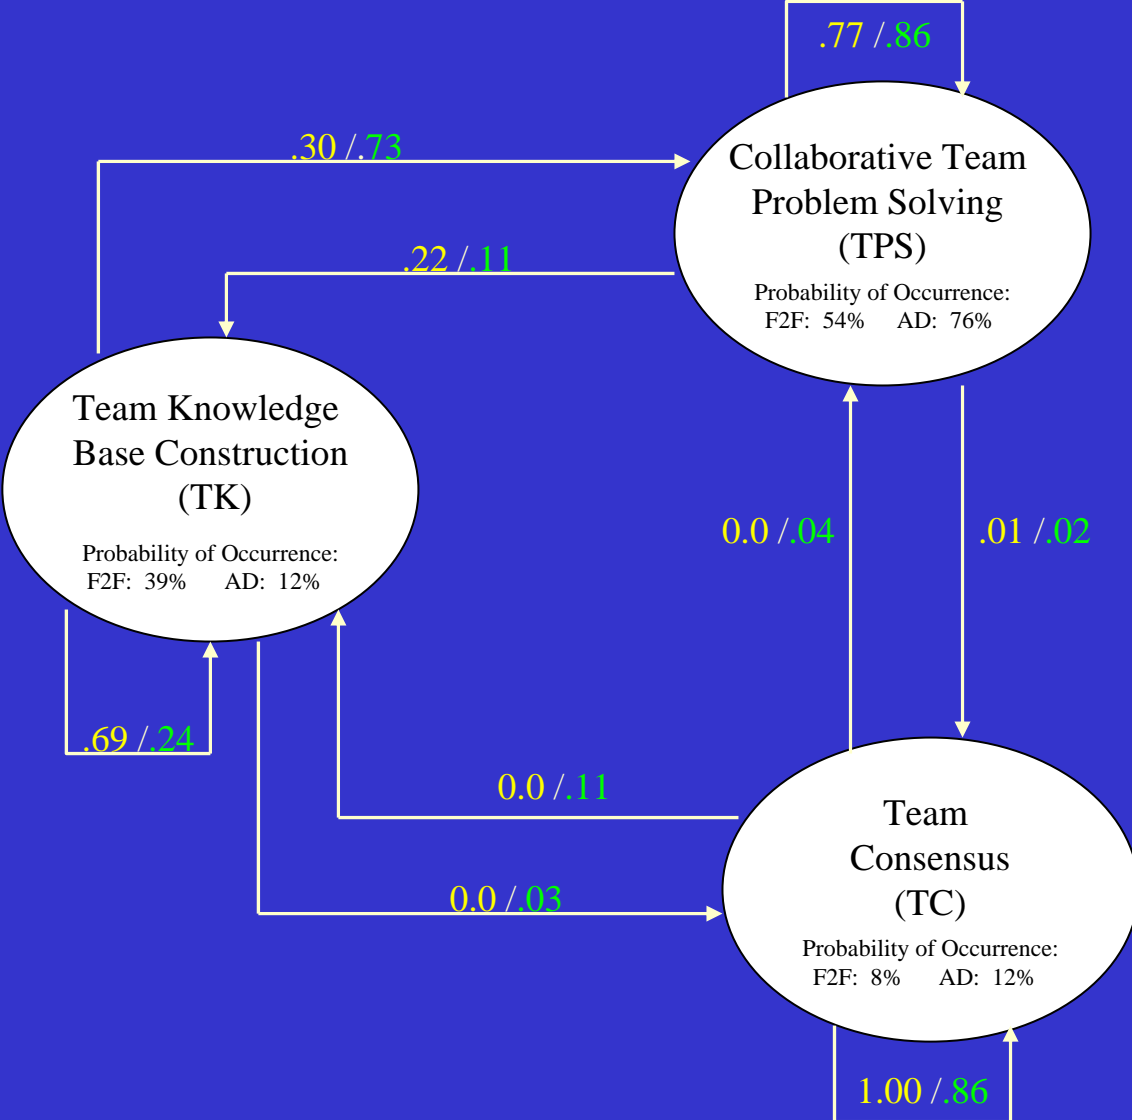 .77 /.86
Collaborative Team
Problem Solving
(TPS)
Probability of Occurrence:
F2F: 54% AD: 76%
.30 /.73
.22 /.11
Team Knowledge
Base Construction
(TK)
Probability of Occurrence:
F2F: 39% AD: 12%
0.0 /.04
.01 /.02
.69 /.24
0.0 /.11
0.0 /.03
Team
Consensus
(TC)
Probability of Occurrence:
F2F: 8% AD: 12%
1.00 /.86